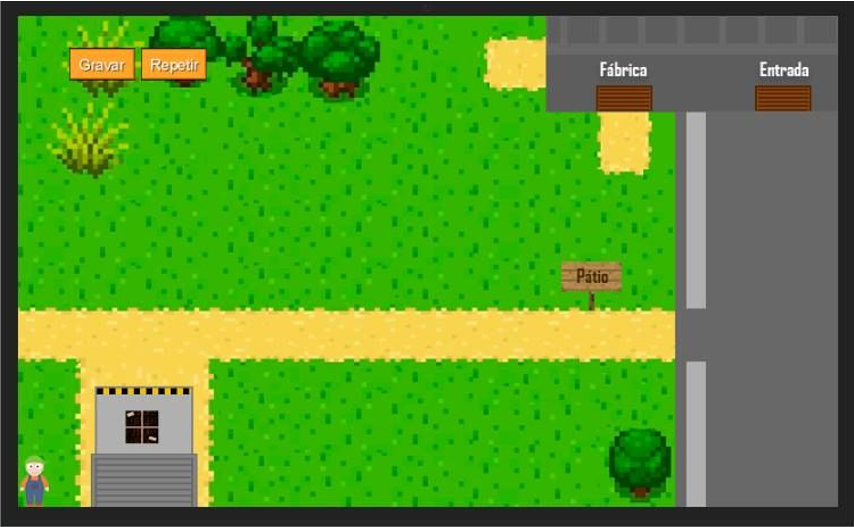 Gravar
Repetir
Fábrica
Entrada
Pátio